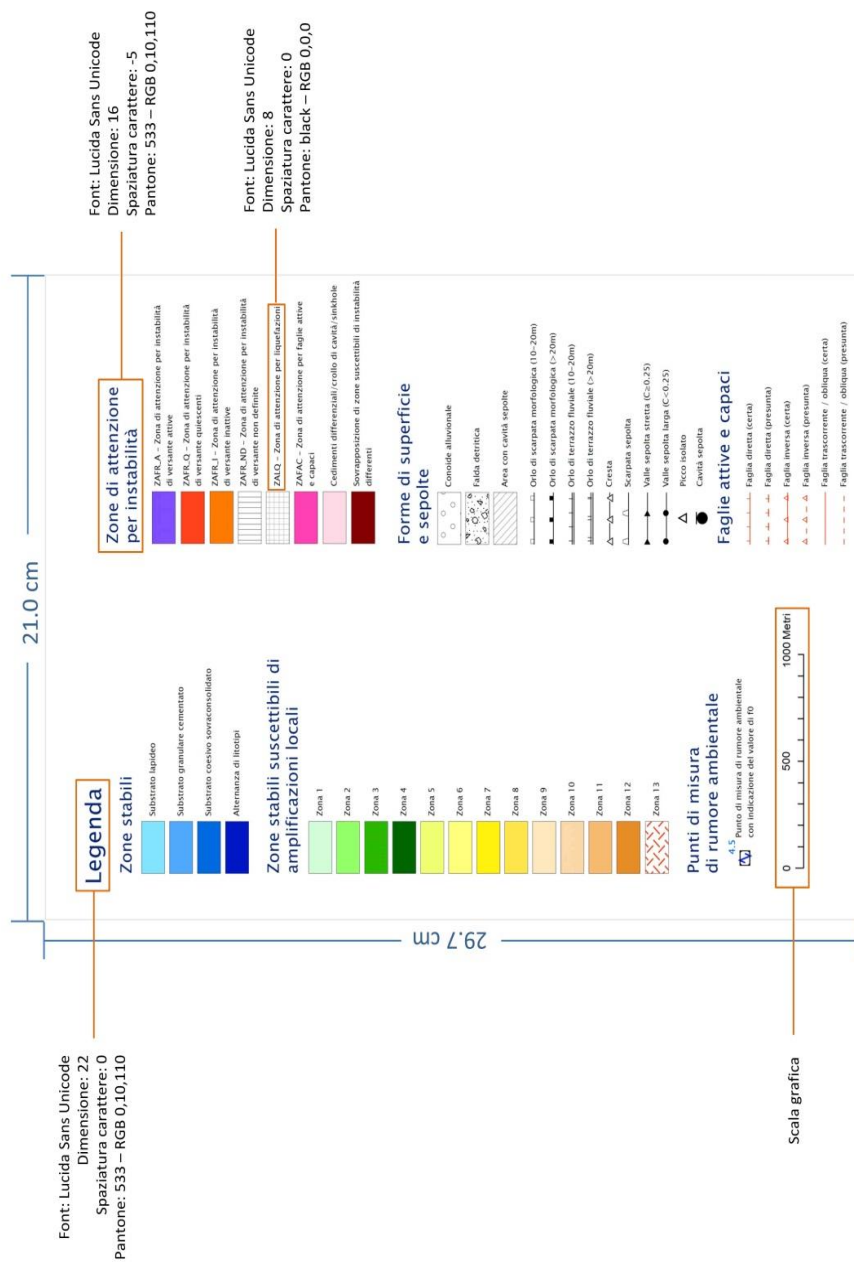 21.0 cm
29.7 cm
Font: Lucida Sans Unicode
Dimensione: 22
Spaziatura carattere: 0
Pantone: 533 – RGB 0,10,110
Legenda
Zone stabili
Substrato lapideo
Substrato granulare cementato
Substrato coesivo sovraconsolidato
Alternanza di litotipi
Zone stabili suscettibili di
amplificazioni locali
Zona 1
Zona 2
Zona 3
Zona 4
Zona 5
Zona 6
Zona 7
Zona 8
Zona 9
Zona 10
Zona 11
Zona 12
Zona 13
Punti di misura
di rumore ambientale
4.5
Punto di misura di rumore ambientale
con indicazione del valore di f0
0 500 1000 Metri
Scala grafica
Zone di attenzione
per instabilità
ZAFR_A – Zona di attenzione per instabilità
di versante attive
ZAFR_Q – Zona di attenzione per instabilità
di versante quiescenti
ZAFR_I – Zona di attenzione per instabilità
di versante inattive
ZAFR_ND – Zona di attenzione per instabilità
di versante non definite
ZALQ – Zona di attenzione per liquefazioni
ZAFAC – Zona di attenzione per faglie attive
e capaci
Cedimenti differenziali/crollo di cavità/sinkhole
Sovrapposizione di zone suscettibili di instabilità
differenti
Forme di superficie
e sepolte
Conoide alluvionale
Falda detritica
Area con cavità sepolte
Orlo di scarpata morfologica (10–20m)
Orlo di scarpata morfologica (>20m)
Orlo di terrazzo fluviale (10–20m)
Orlo di terrazzo fluviale (>20m)
Cresta
Scarpata sepolta
Valle sepolta stretta (C≥0.25)
Valle sepolta larga (C<0.25)
Picco isolato
Cavità sepolta
Faglie attive e capaci
Faglia diretta (certa)
Faglia diretta (presunta)
Faglia inversa (certa)
Faglia inversa (presunta)
Faglia trascorrente / obliqua (certa)
Faglia trascorrente / obliqua (presunta)
Font: Lucida Sans Unicode
Dimensione: 16
Spaziatura carattere: -5
Pantone: 533 – RGB 0,10,110
Font: Lucida Sans Unicode
Dimensione: 8
Spaziatura carattere: 0
Pantone: black – RGB 0,0,0